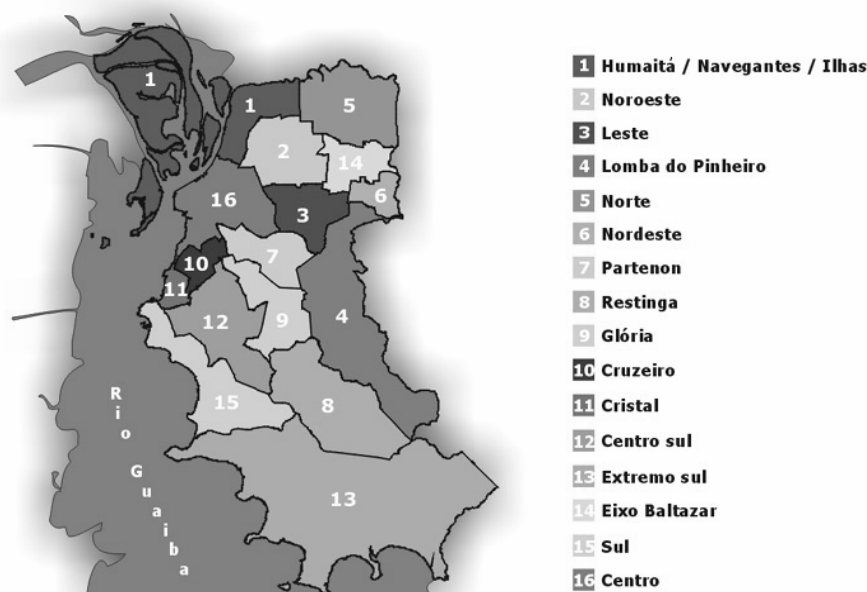 1
1
5
2
14
6
16
3
7
10
11
12
9
4
15
8
13
Rio Guaiba
1 Humaitá / Navegantes / Ilhas
2 Noroeste
3 Leste
4 Lomba do Pinheiro
5 Norte
6 Nordeste
7 Partenon
8 Restinga
9 Glória
10 Cruzeiro
11 Cristal
12 Centro sul
13 Extremo sul
14 Eixo Baltazar
15 Sul
16 Centro